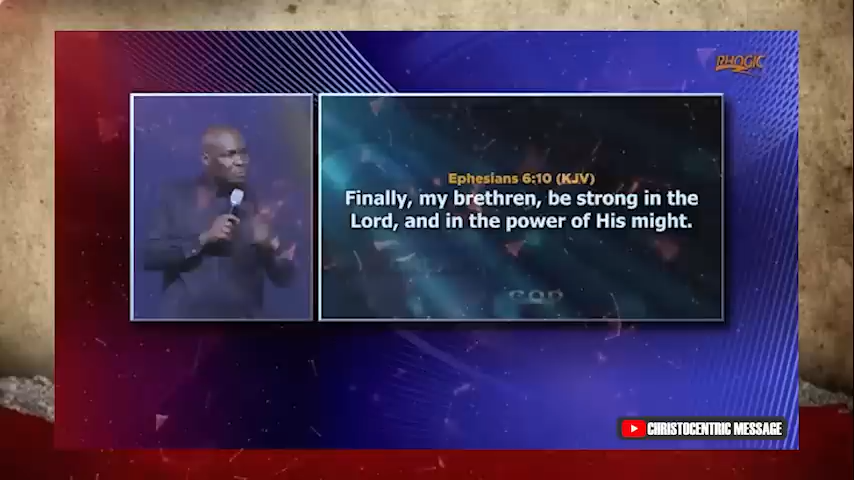 RHOGIC
Ephesians 6:10 (KJV)
Finally, my brethren, be strong in the
Lord, and in the power of His might.
GOD
CHRISTOCENTRIC MESSAGE